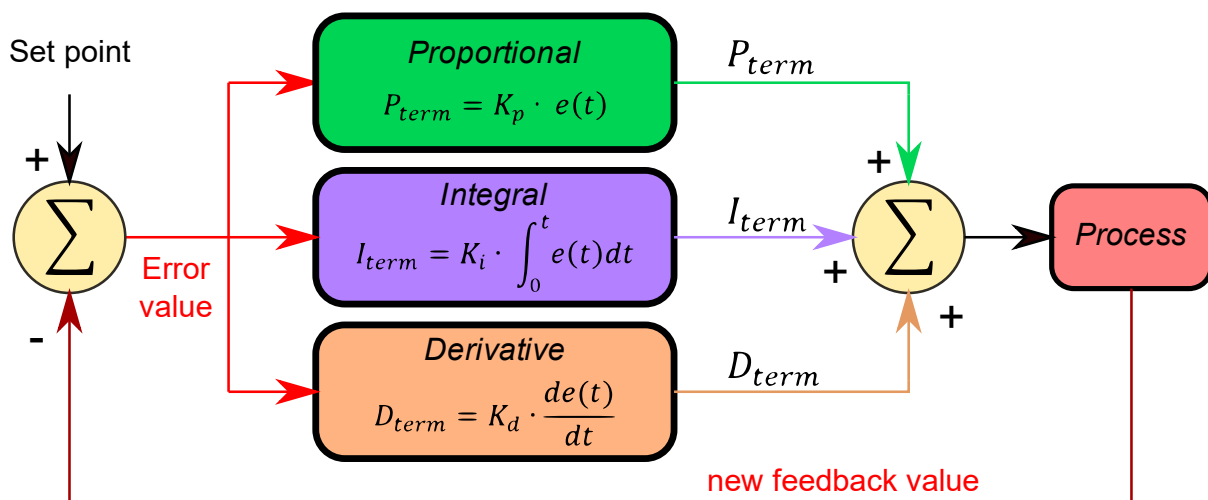 Set point
+
∑
-
Error
value
Proportional
P_term = K_p · e(t)
Integral
I_term = K_i · ∫_0^t e(t)dt
Derivative
D_term = K_d · de(t)/dt
P_term
I_term
D_term
+
+
+
∑
Process
new feedback value